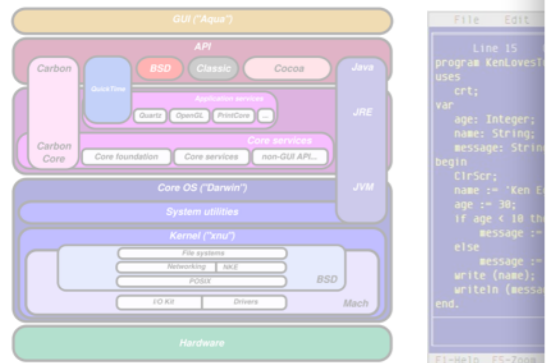 GUI ("Aqua")
API
Carbon
QuickTime
BSD
Classic
Cocoa
Java
Application services
Quartz
OpenGL
PrintCore
...
JRE
Core services
Carbon
Core
Core foundation
Core services
non-GUI API...
Core OS ("Darwin")
JVM
System utilities
Kernel ("xnu")
File systems
Networking
NKE
POSIX
BSD
I/O Kit
Drivers
Mach
Hardware
File Edit
Line 15
program KenLovesT
uses
crt;
var
age: Integer;
name: String;
message: Strin
begin
ClrScr;
name := 'Ken E
age := 30;
if age < 10 the
message :=
else
message :=
write (name);
writeln (messa
end.
F1-Help F5-Zoom